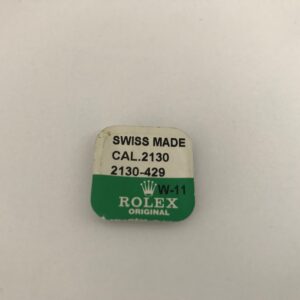 SWISS MADE
CAL.2130
2130-429
W-11
ROLEX
ORIGINAL